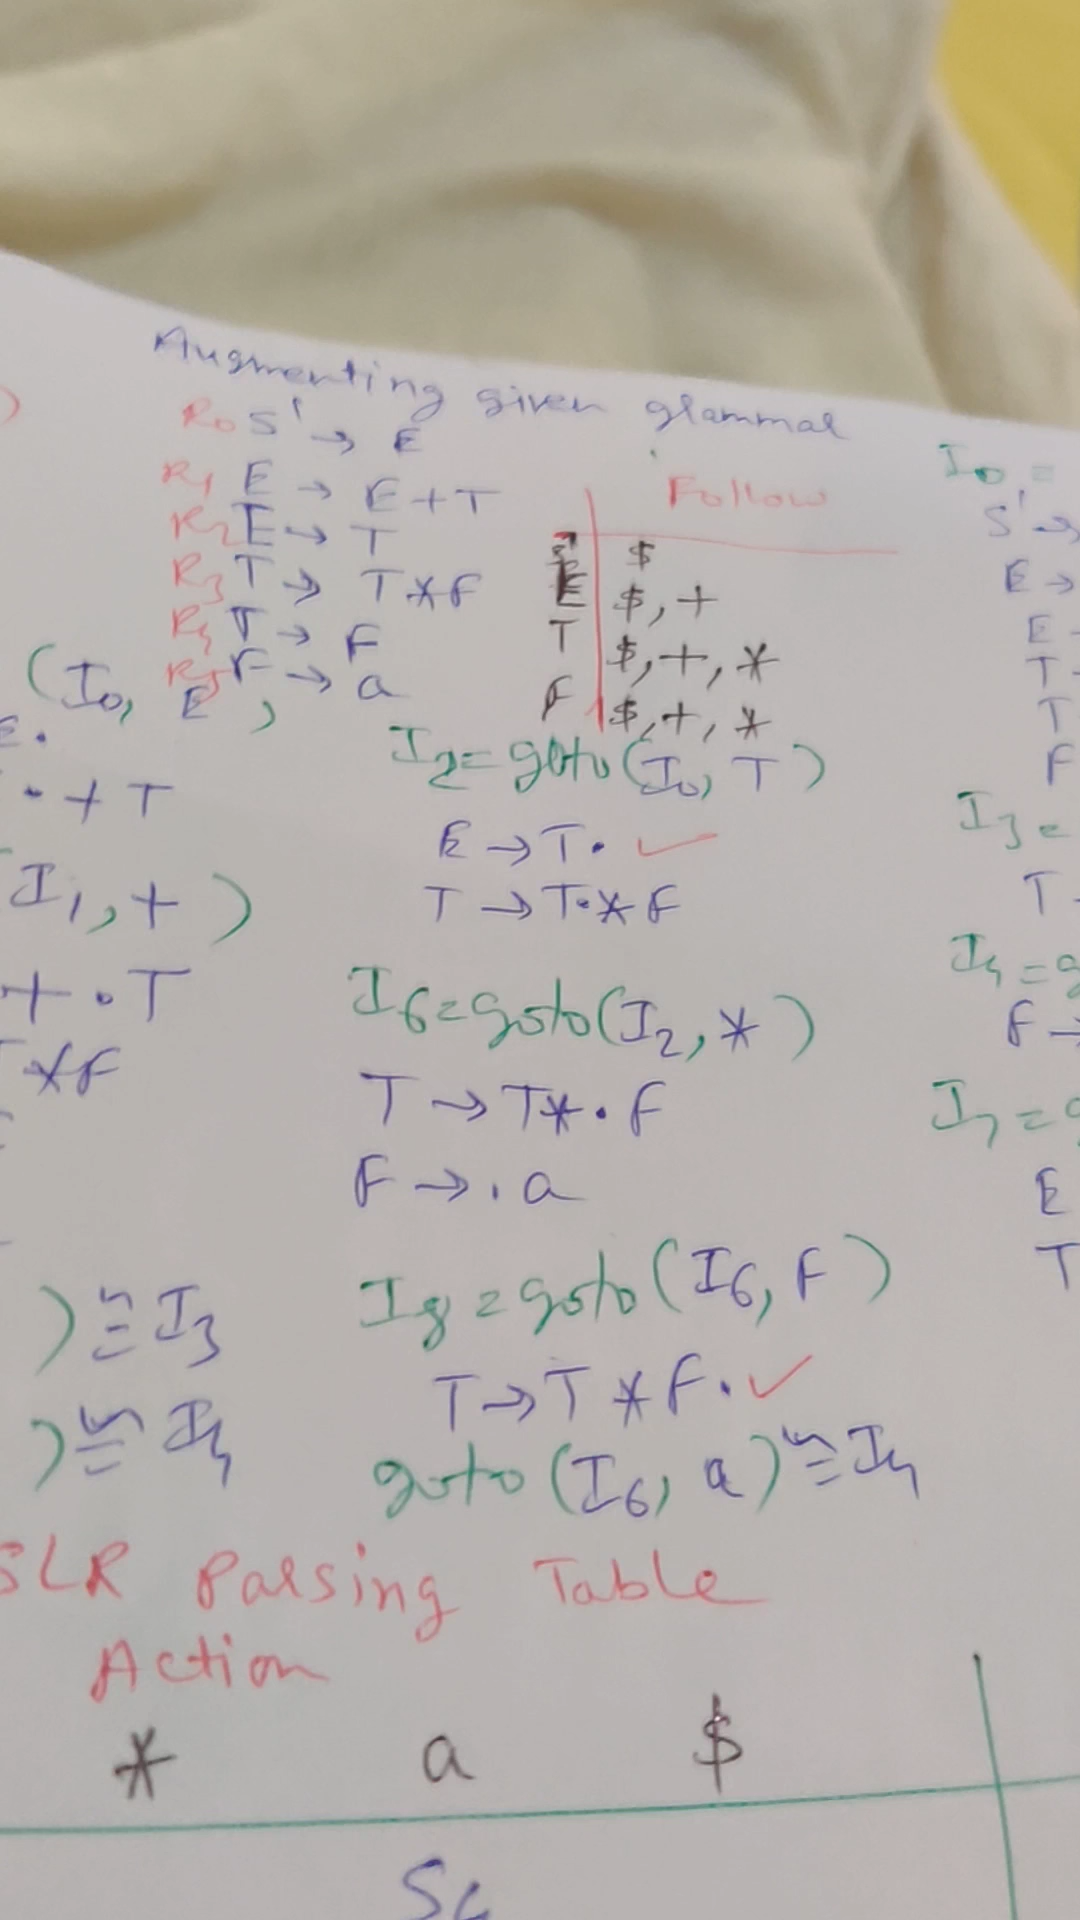 Augmenting given grammar
R0 S' → E
R1 E → E + T
R2 E → T
R3 T → T * F
R4 T → F
R5 F → a
Follow
S' $
E $, +
T $, +, *
F $, +, *
I0 =
S' →
E →
E
T
T
F
(I0, E,
E.
. + T
I1, +)
+ . T
* F
) ≅ I3
) ≅ I4
I2 = goto (I0, T)
E → T. ✓
T → T. * F
I6 = goto (I2, *)
T → T * . F
F → . a
I8 = goto (I6, F)
T → T * F. ✓
goto (I6, a) ≅ I4
I3 =
T
I4 = g
F →
I7 = g
E
T
SLR Parsing Table
Action
* a $
S4